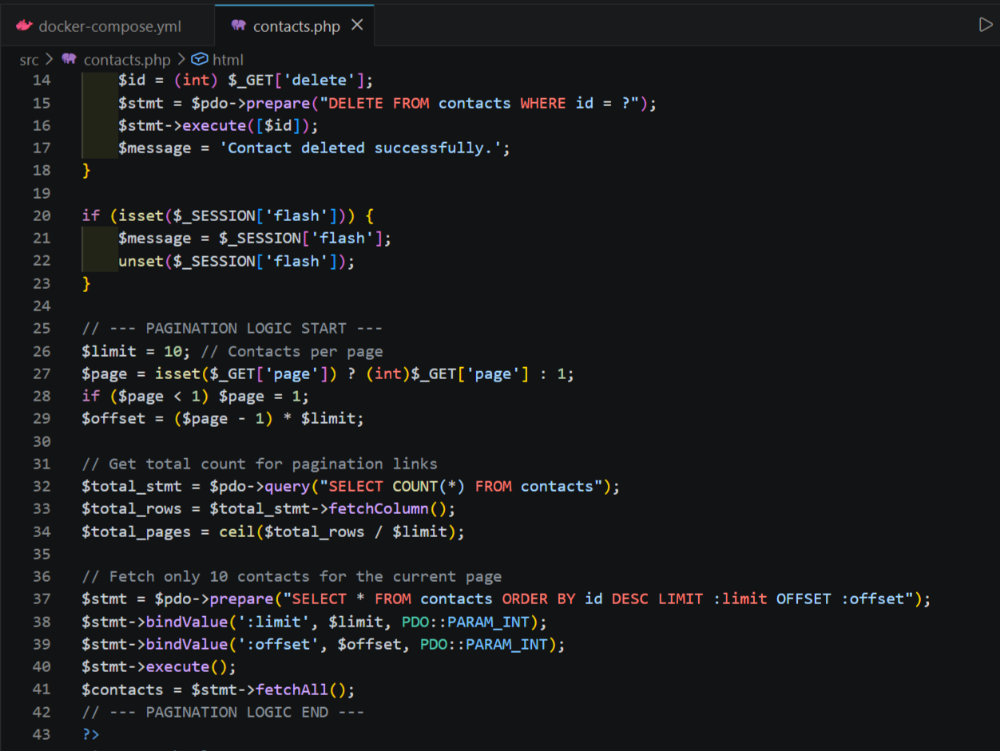 docker-compose.yml contacts.php
src > contacts.php > html
14 $id = (int) $_GET['delete'];
15 $stmt = $pdo->prepare("DELETE FROM contacts WHERE id = ?");
16 $stmt->execute([$id]);
17 $message = 'Contact deleted successfully.';
18 }
19
20 if (isset($_SESSION['flash'])) {
21 $message = $_SESSION['flash'];
22 unset($_SESSION['flash']);
23 }
24
25 // --- PAGINATION LOGIC START ---
26 $limit = 10; // Contacts per page
27 $page = isset($_GET['page']) ? (int)$_GET['page'] : 1;
28 if ($page < 1) $page = 1;
29 $offset = ($page - 1) * $limit;
30
31 // Get total count for pagination links
32 $total_stmt = $pdo->query("SELECT COUNT(*) FROM contacts");
33 $total_rows = $total_stmt->fetchColumn();
34 $total_pages = ceil($total_rows / $limit);
35
36 // Fetch only 10 contacts for the current page
37 $stmt = $pdo->prepare("SELECT * FROM contacts ORDER BY id DESC LIMIT :limit OFFSET :offset");
38 $stmt->bindValue(':limit', $limit, PDO::PARAM_INT);
39 $stmt->bindValue(':offset', $offset, PDO::PARAM_INT);
40 $stmt->execute();
41 $contacts = $stmt->fetchAll();
42 // --- PAGINATION LOGIC END ---
43 ?>